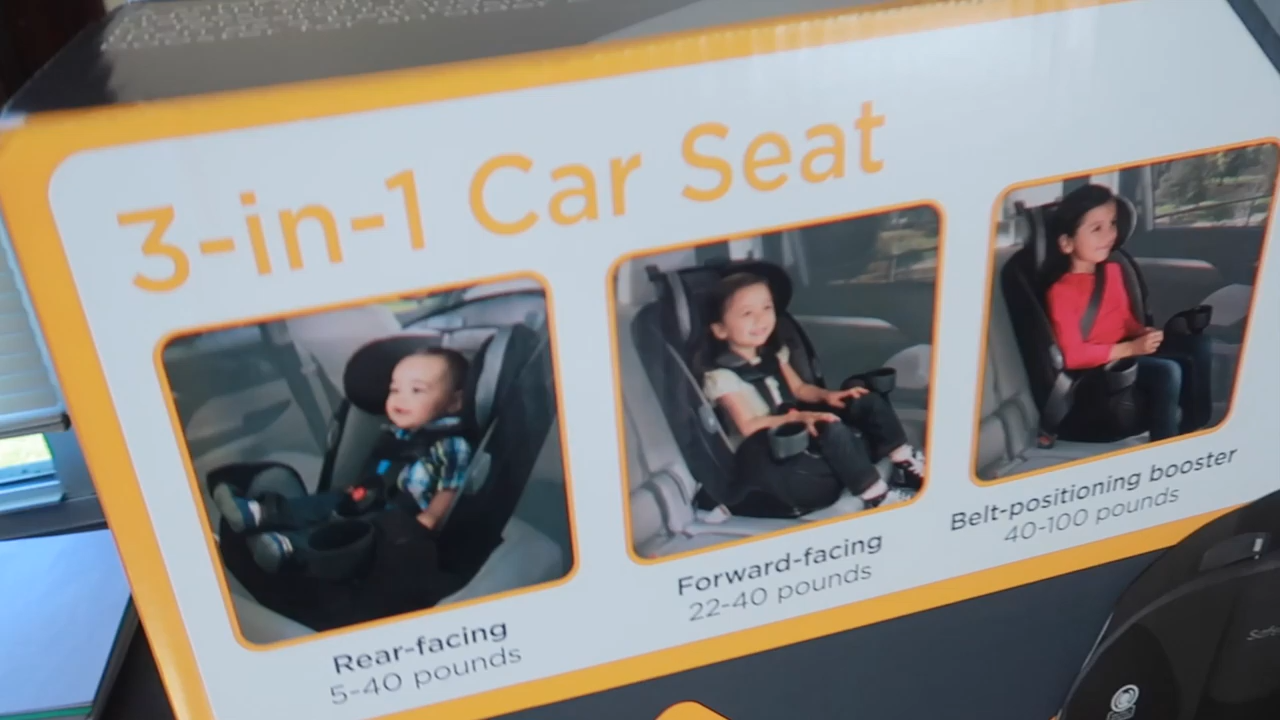 3-in-1 Car Seat
Rear-facing
5-40 pounds
Forward-facing
22-40 pounds
Belt-positioning booster
40-100 pounds